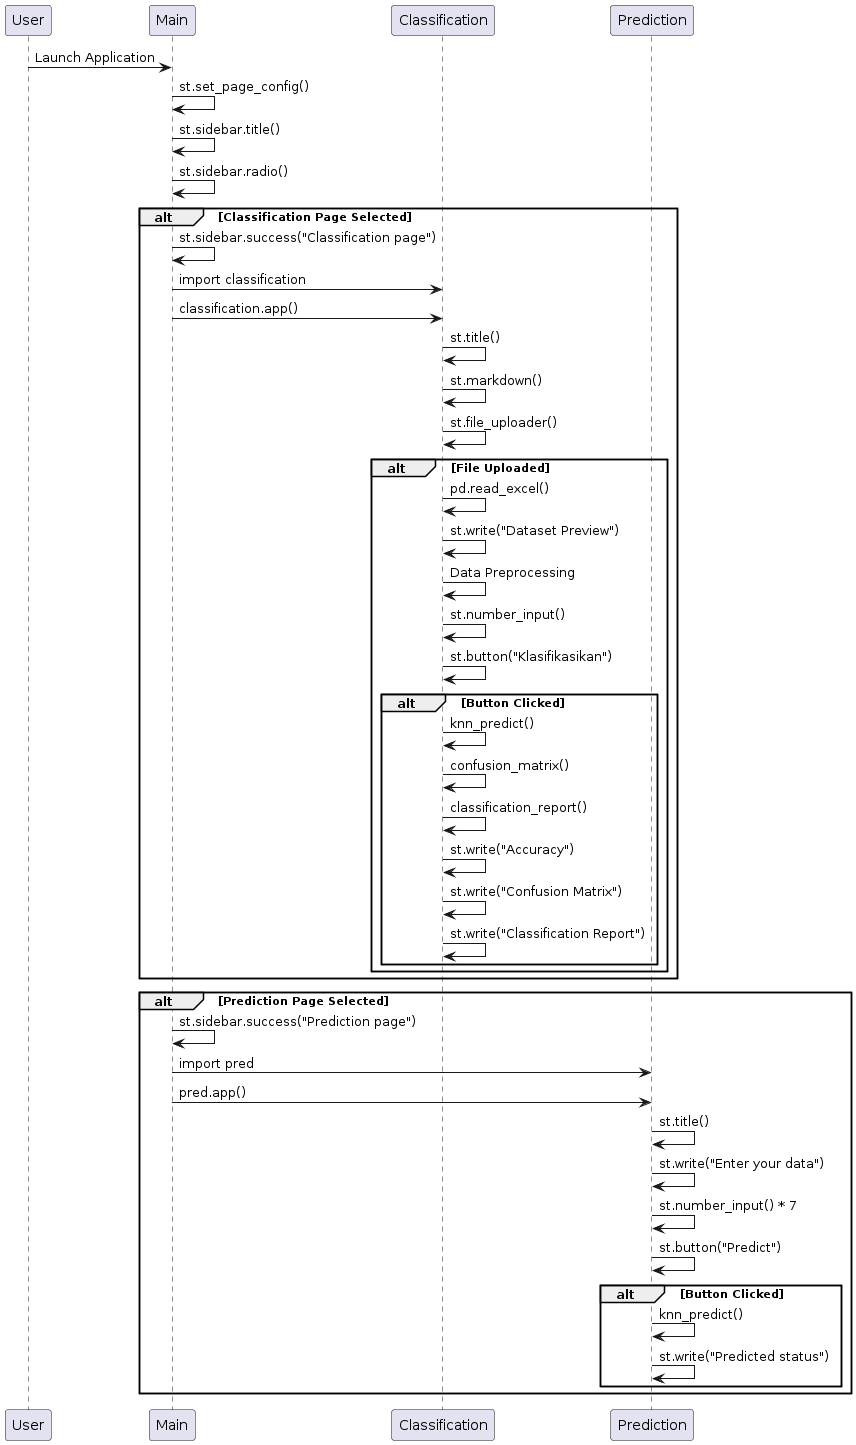 User
Main
Classification
Prediction
Launch Application
st.set_page_config()
st.sidebar.title()
st.sidebar.radio()
alt [Classification Page Selected]
st.sidebar.success("Classification page")
import classification
classification.app()
st.title()
st.markdown()
st.file_uploader()
alt [File Uploaded]
pd.read_excel()
st.write("Dataset Preview")
Data Preprocessing
st.number_input()
st.button("Klasifikasikan")
alt [Button Clicked]
knn_predict()
confusion_matrix()
classification_report()
st.write("Accuracy")
st.write("Confusion Matrix")
st.write("Classification Report")
alt [Prediction Page Selected]
st.sidebar.success("Prediction page")
import pred
pred.app()
st.title()
st.write("Enter your data")
st.number_input() * 7
st.button("Predict")
alt [Button Clicked]
knn_predict()
st.write("Predicted status")
User
Main
Classification
Prediction